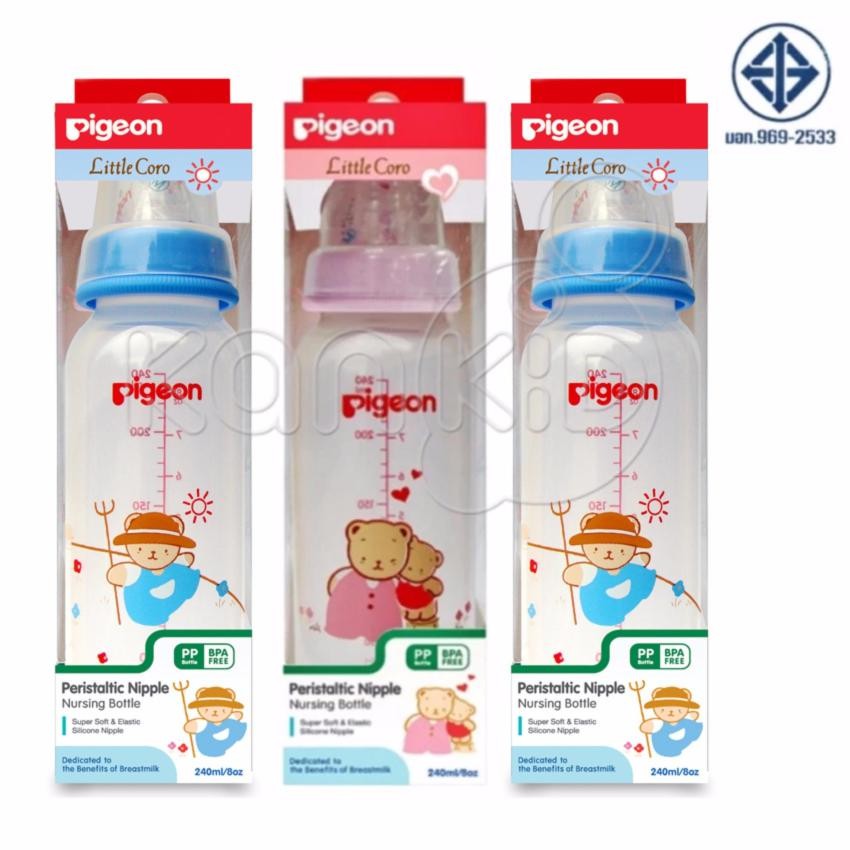 มอก.969-2533
Pigeon
Little Coro
240
Pigeon
200
7
6
150
PP
Bottle
BPA
FREE
Peristaltic Nipple
Nursing Bottle
Super Soft & Elastic
Silicone Nipple
Dedicated to
the Benefits of Breastmilk
240ml/8oz
Pigeon
Little Coro
240
Pigeon
200
7
6
150
5
PP
Bottle
BPA
FREE
Peristaltic Nipple
Nursing Bottle
Super Soft & Elastic
Silicone Nipple
Dedicated to
the Benefits of Breastmilk
240ml/8oz
Pigeon
Little Coro
240
Pigeon
200
7
6
150
PP
Bottle
BPA
FREE
Peristaltic Nipple
Nursing Bottle
Super Soft & Elastic
Silicone Nipple
Dedicated to
the Benefits of Breastmilk
240ml/8oz
KanKiD